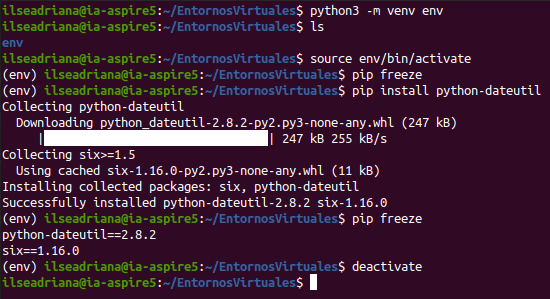 ilseadriana@ia-aspire5:~/EntornosVirtuales$ python3 -m venv env
ilseadriana@ia-aspire5:~/EntornosVirtuales$ ls
env
ilseadriana@ia-aspire5:~/EntornosVirtuales$ source env/bin/activate
(env) ilseadriana@ia-aspire5:~/EntornosVirtuales$ pip freeze
(env) ilseadriana@ia-aspire5:~/EntornosVirtuales$ pip install python-dateutil
Collecting python-dateutil
  Downloading python_dateutil-2.8.2-py2.py3-none-any.whl (247 kB)
     |████████████████████████████████| 247 kB 255 kB/s
Collecting six>=1.5
  Using cached six-1.16.0-py2.py3-none-any.whl (11 kB)
Installing collected packages: six, python-dateutil
Successfully installed python-dateutil-2.8.2 six-1.16.0
(env) ilseadriana@ia-aspire5:~/EntornosVirtuales$ pip freeze
python-dateutil==2.8.2
six==1.16.0
(env) ilseadriana@ia-aspire5:~/EntornosVirtuales$ deactivate
ilseadriana@ia-aspire5:~/EntornosVirtuales$